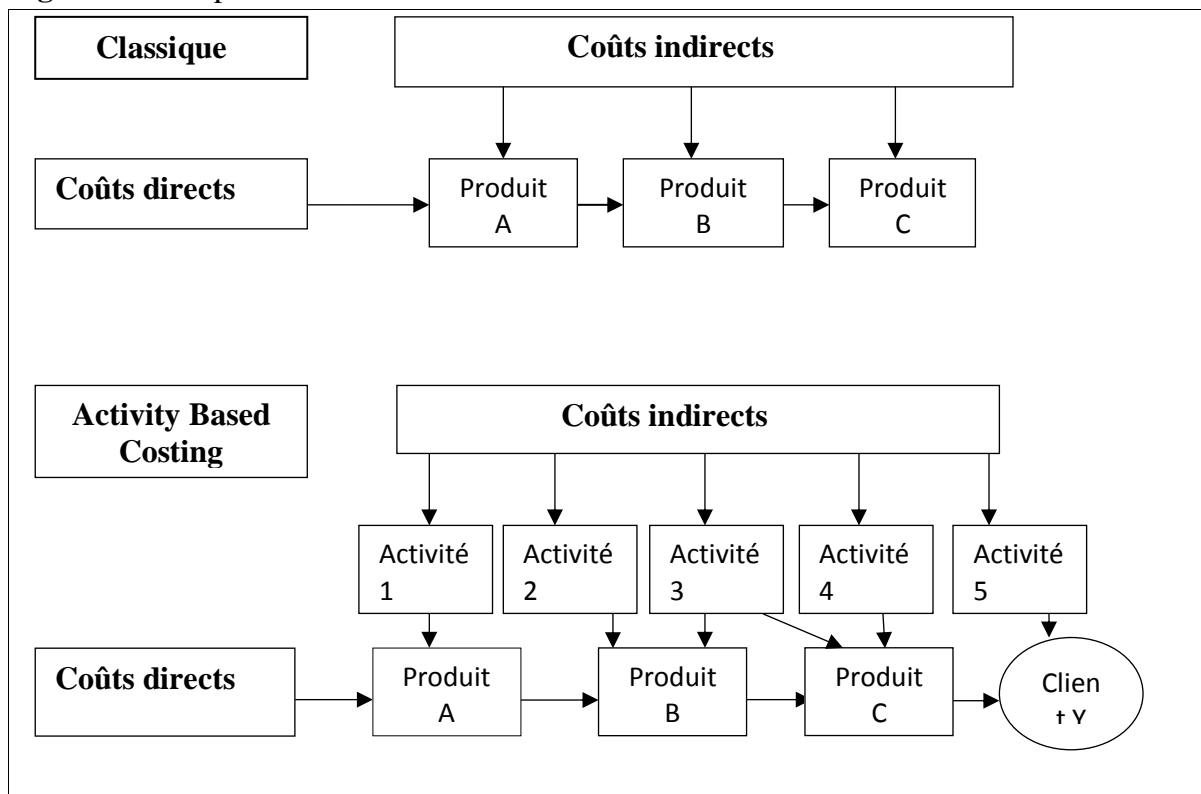 Classique
Coûts indirects
Coûts directs
Produit
A
Produit
B
Produit
C
Activity Based
Costing
Coûts indirects
Activité
1
Activité
2
Activité
3
Activité
4
Activité
5
Coûts directs
Produit
A
Produit
B
Produit
C
Clien